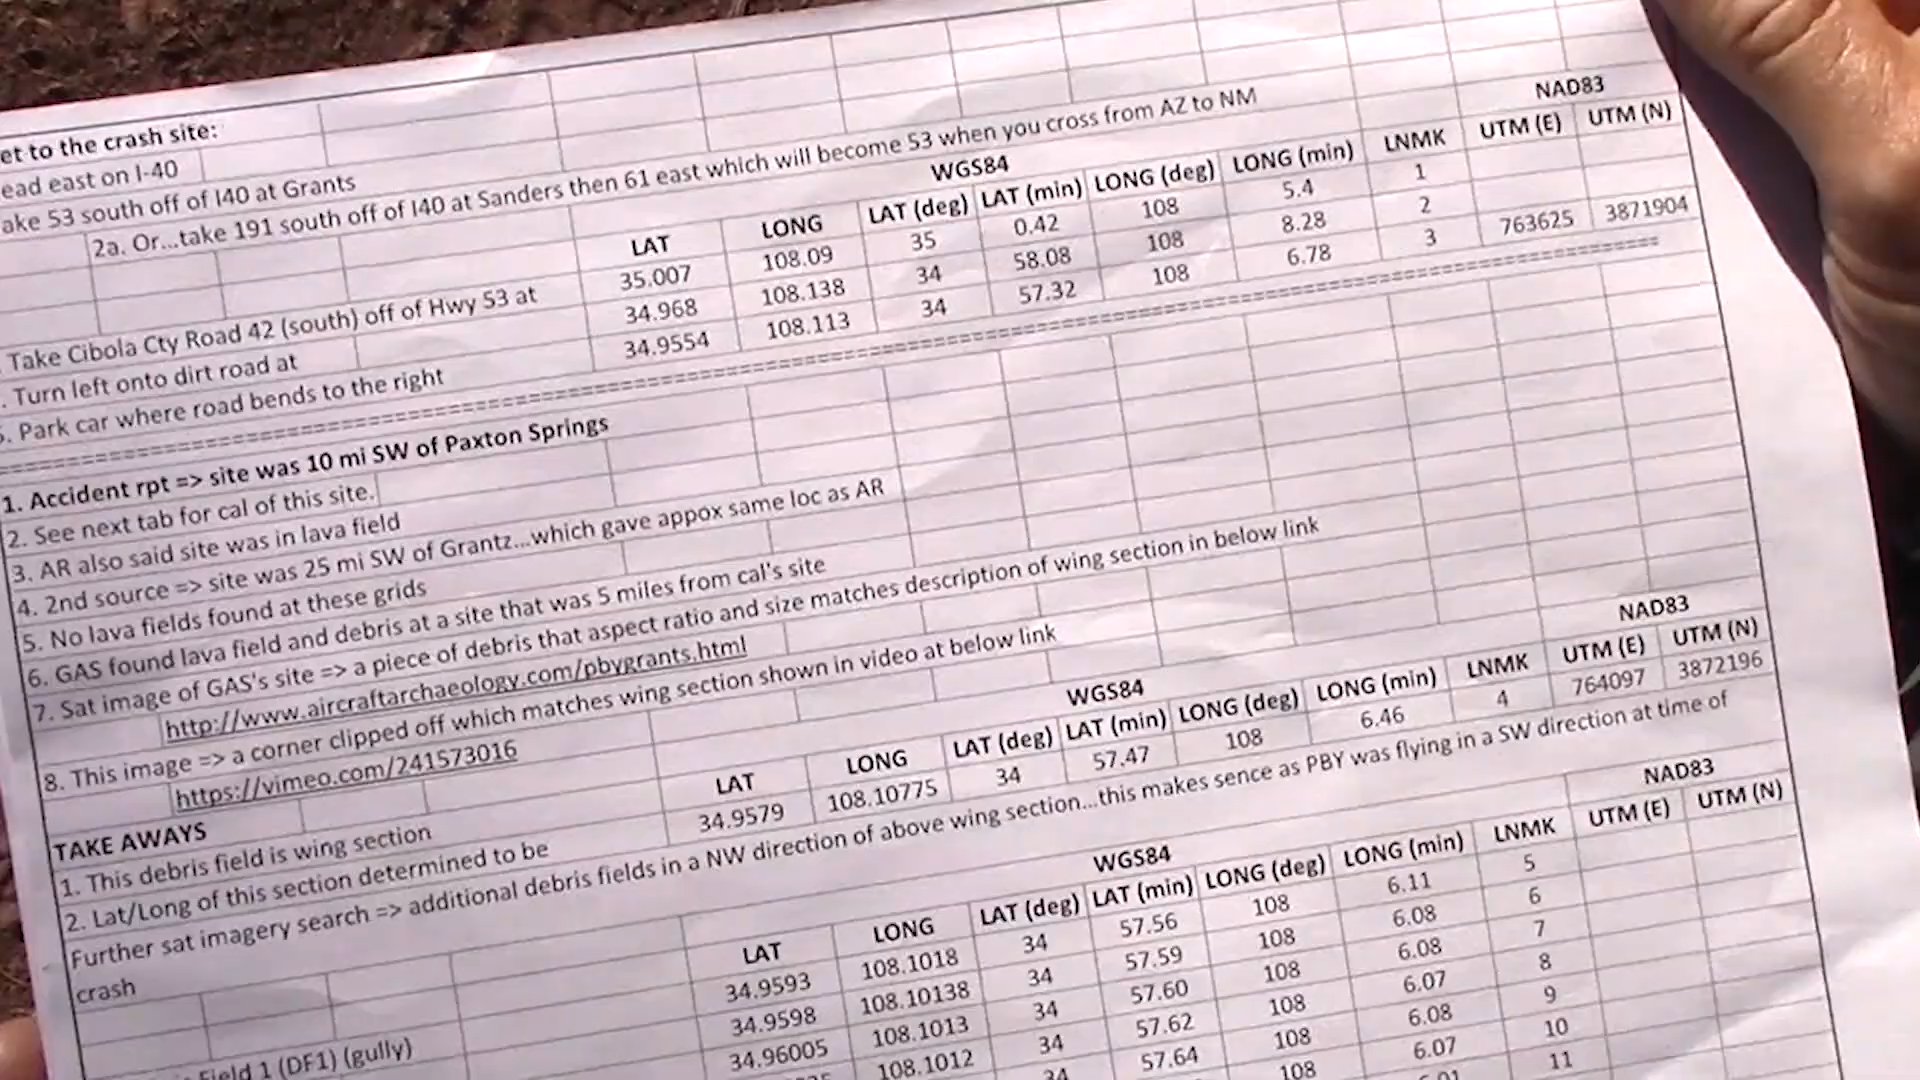 et to the crash site:
ead east on I-40
ake 53 south off of I40 at Grants
2a. Or...take 191 south off of I40 at Sanders then 61 east which will become 53 when you cross from AZ to NM
WGS84 NAD83
LAT LONG LAT (deg) LAT (min) LONG (deg) LONG (min) LNMK UTM (E) UTM (N)
Take Cibola Cty Road 42 (south) off of Hwy 53 at 35.007 108.09 35 0.42 108 5.4 1
. Turn left onto dirt road at 34.968 108.138 34 58.08 108 8.28 2
5. Park car where road bends to the right 34.9554 108.113 34 57.32 108 6.78 3 763625 3871904
1. Accident rpt => site was 10 mi SW of Paxton Springs
2. See next tab for cal of this site.
3. AR also said site was in lava field
4. 2nd source => site was 25 mi SW of Grantz...which gave appox same loc as AR
5. No lava fields found at these grids
6. GAS found lava field and debris at a site that was 5 miles from cal's site
7. Sat image of GAS's site => a piece of debris that aspect ratio and size matches description of wing section in below link
http://www.aircraftarchaeology.com/pbygrants.html
8. This image => a corner clipped off which matches wing section shown in video at below link
https://vimeo.com/241573016
WGS84 NAD83
TAKE AWAYS LAT LONG LAT (deg) LAT (min) LONG (deg) LONG (min) LNMK UTM (E) UTM (N)
1. This debris field is wing section
2. Lat/Long of this section determined to be 34.9579 108.10775 34 57.47 108 6.46 4 764097 3872196
Further sat imagery search => additional debris fields in a NW direction of above wing section...this makes sence as PBY was flying in a SW direction at time of
crash
WGS84 NAD83
LAT LONG LAT (deg) LAT (min) LONG (deg) LONG (min) LNMK UTM (E) UTM (N)
Field 1 (DF1) (gully) 34.9593 108.1018 34 57.56 108 6.11 5
34.9598 108.10138 34 57.59 108 6.08 6
34.96005 108.1013 34 57.60 108 6.08 7
108.1012 34 57.62 108 6.07 8
34 57.64 108 6.08 9
108 6.07 10
11